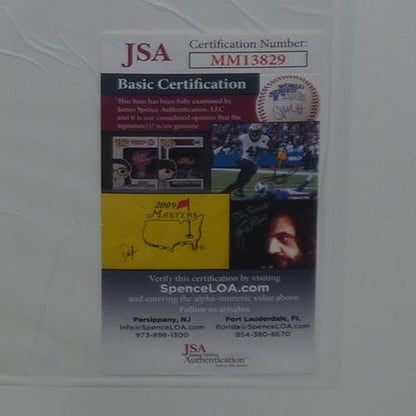 JSA
Certification Number:
MM13829
Basic Certification
This item has been fully examined by
James Spence Authentication, LLC
and it is our considered opinion that the
signature(s) is/are genuine.
2009
MASTERS
Verify this certification by visiting
SpenceLOA.com
and entering the alpha-numeric value above.
Follow us @jsaloa
Parsippany, NJ
info@SpenceLOA.com
973-898-1300
Fort Lauderdale, FL
florida@SpenceLOA.com
954-380-8670
JSA
Authentication